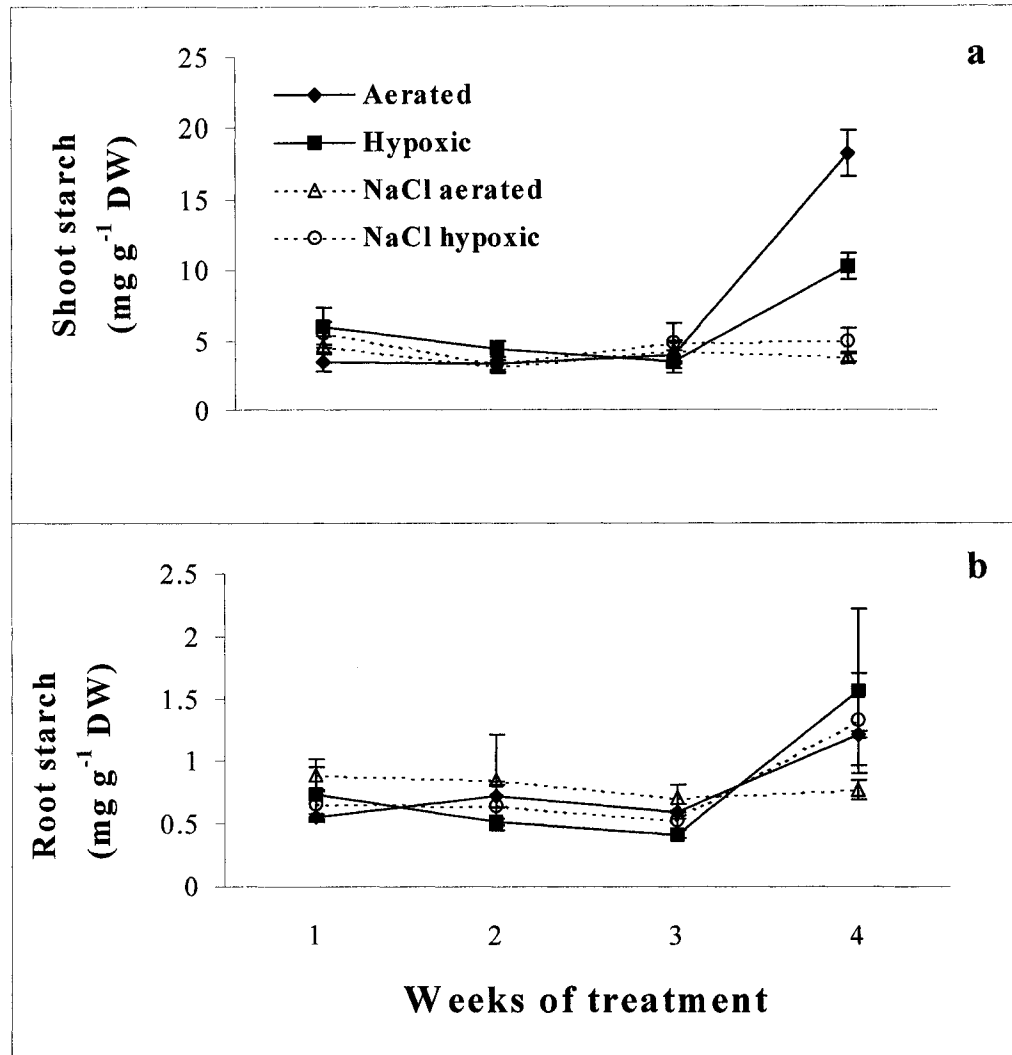 a
25
20
15
10
5
0
Shoot starch
(mg g⁻¹ DW)
Aerated
Hypoxic
NaCl aerated
NaCl hypoxic
b
2.5
2
1.5
1
0.5
0
Root starch
(mg g⁻¹ DW)
1 2 3 4
Weeks of treatment